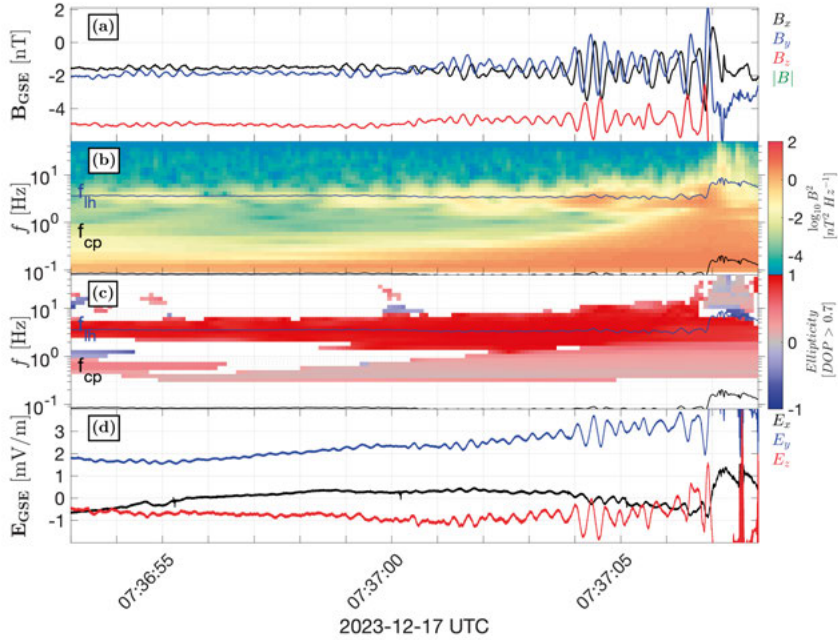 (a)
B_GSE [nT]
2
0
-2
-4
B_x
B_y
B_z
|B|
(b)
f [Hz]
10^1
10^0
10^-1
f_lh
f_cp
2
0
-2
-4
log_10 B^2
[nT^2 Hz^-1]
(c)
f [Hz]
10^1
10^0
10^-1
f_lh
f_cp
1
0
-1
Ellipticity
[DOP > 0.7]
(d)
E_GSE [mV/m]
3
2
1
0
-1
E_x
E_y
E_z
07:36:55
07:37:00
07:37:05
2023-12-17 UTC